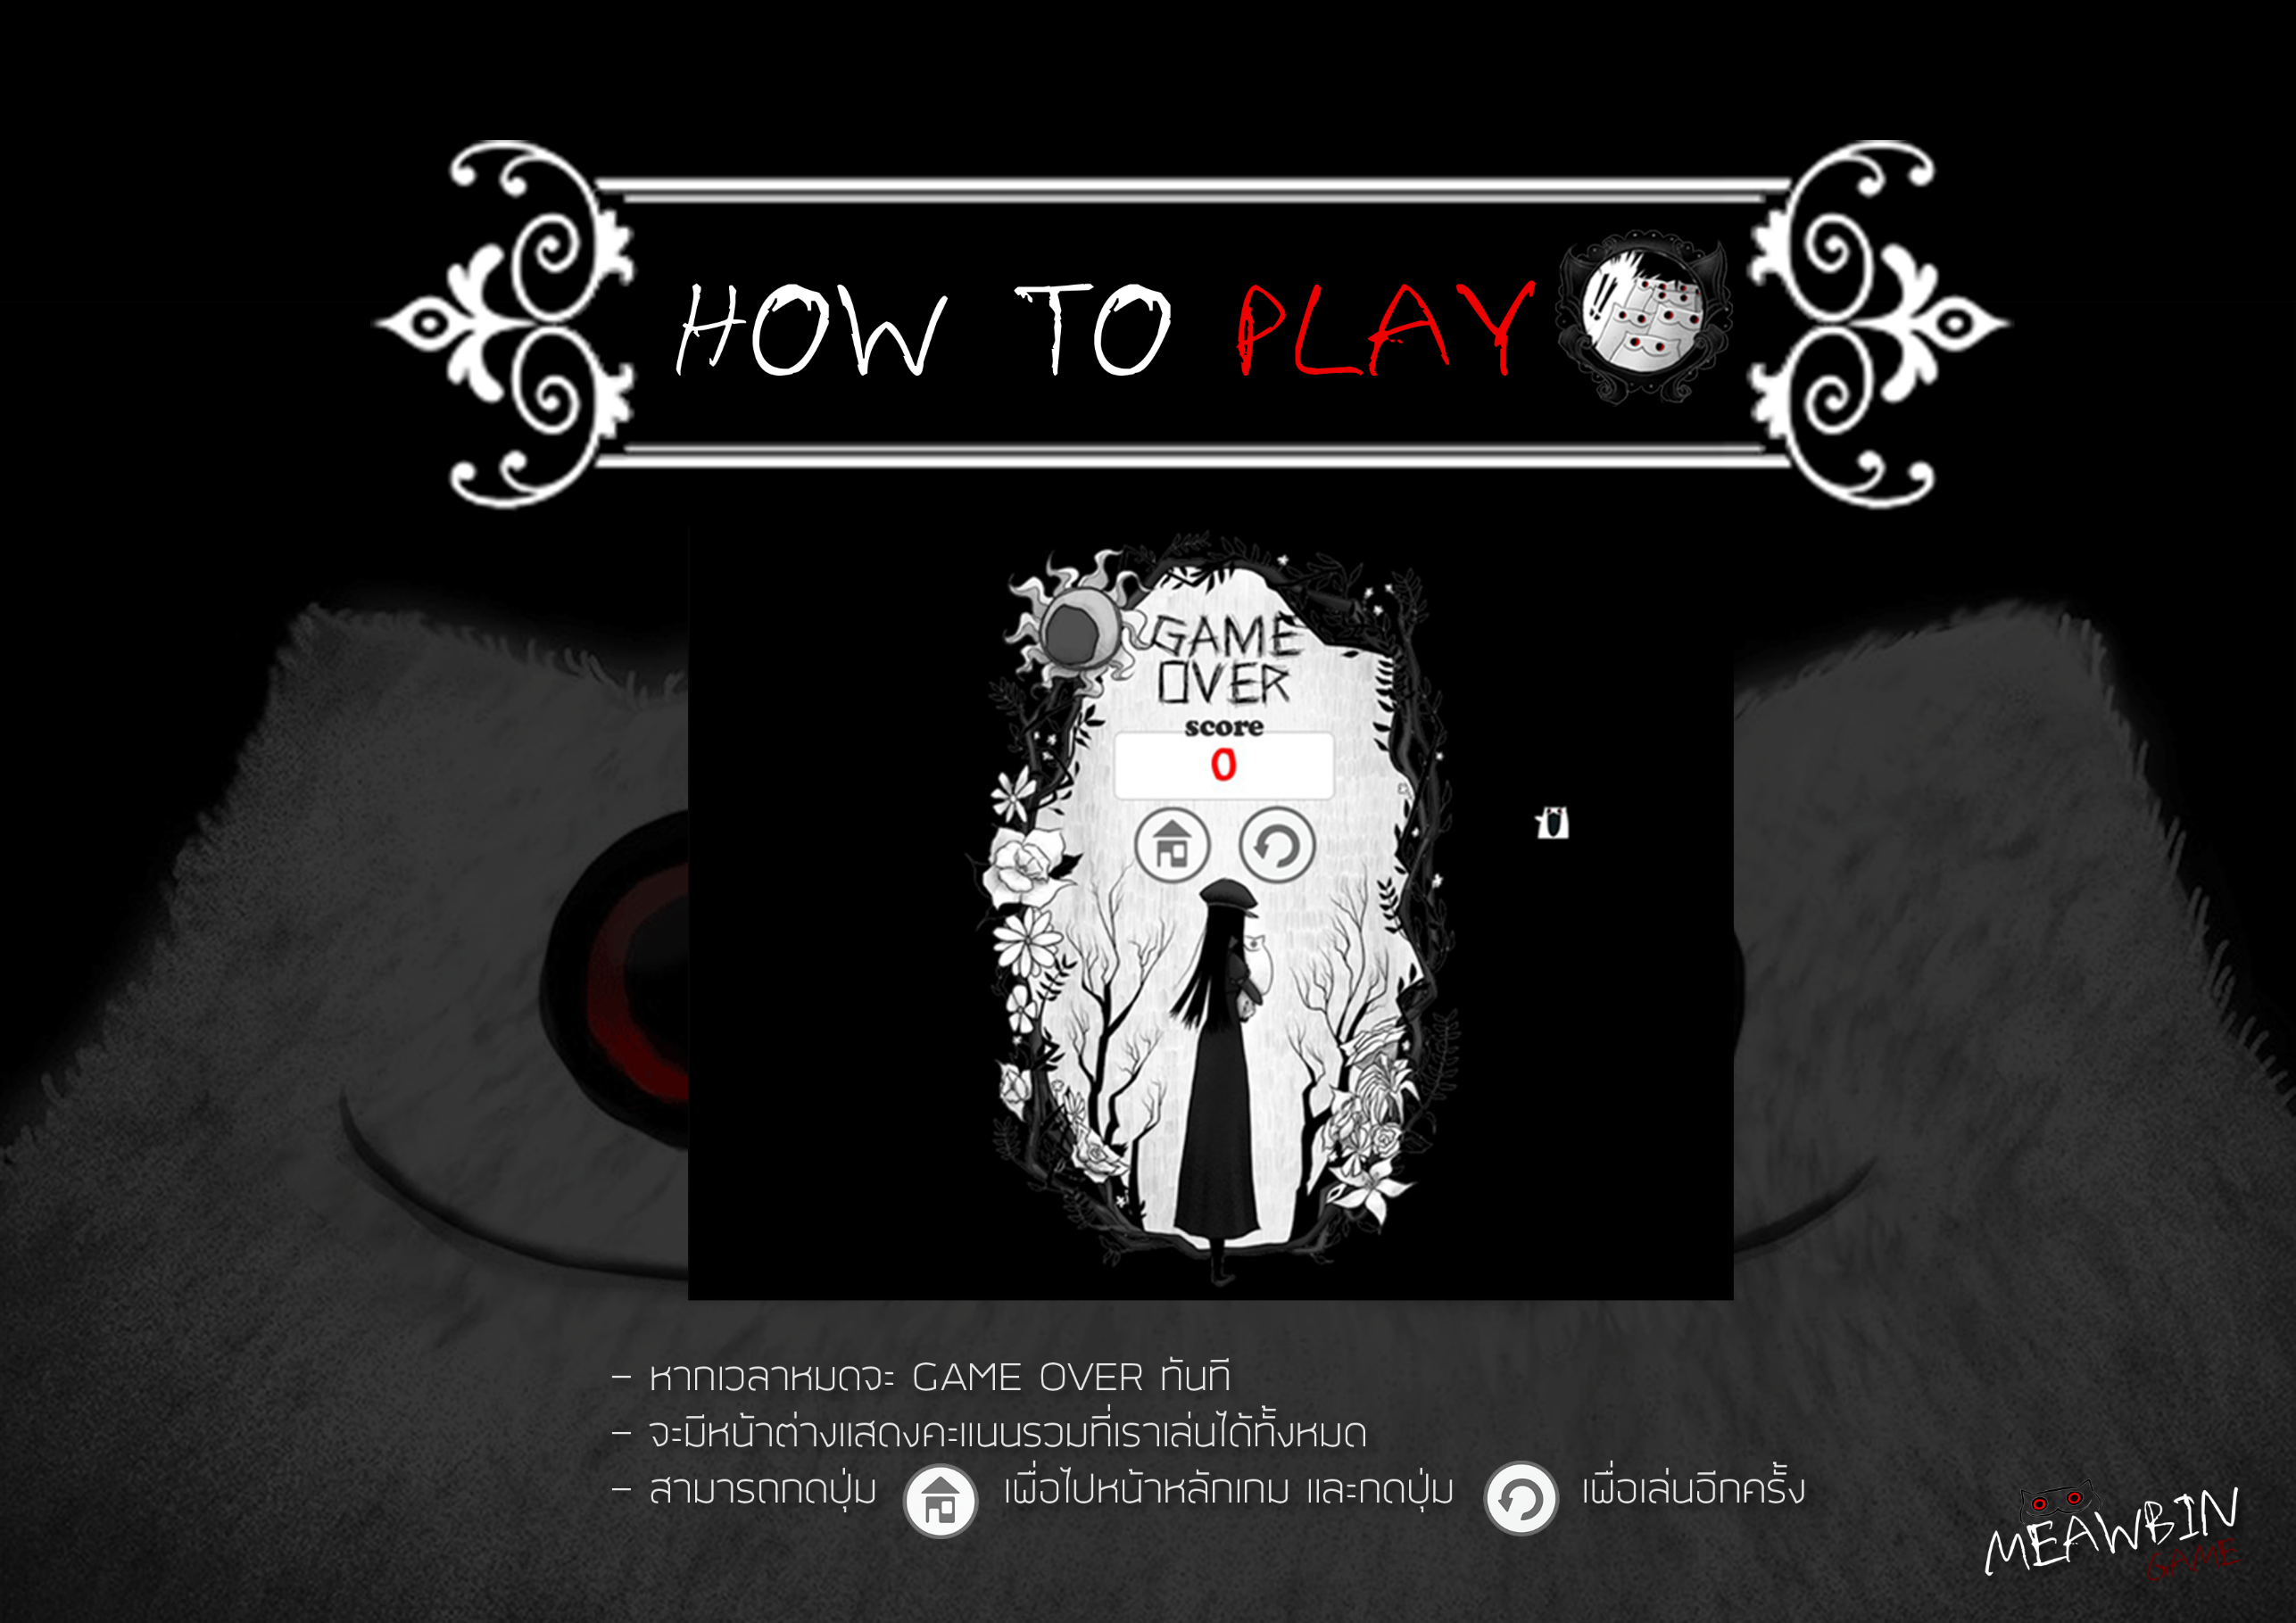 HOW TO PLAY
GAME
OVER
score
0
- หากเวลาหมดจะ GAME OVER ทันที
- จะมีหน้าต่างแสดงคะแนนรวมที่เราเล่นได้ทั้งหมด
- สามารถกดปุ่ม เพื่อไปหน้าหลักเกม และกดปุ่ม เพื่อเล่นอีกครั้ง
MEAWBIN
GAME